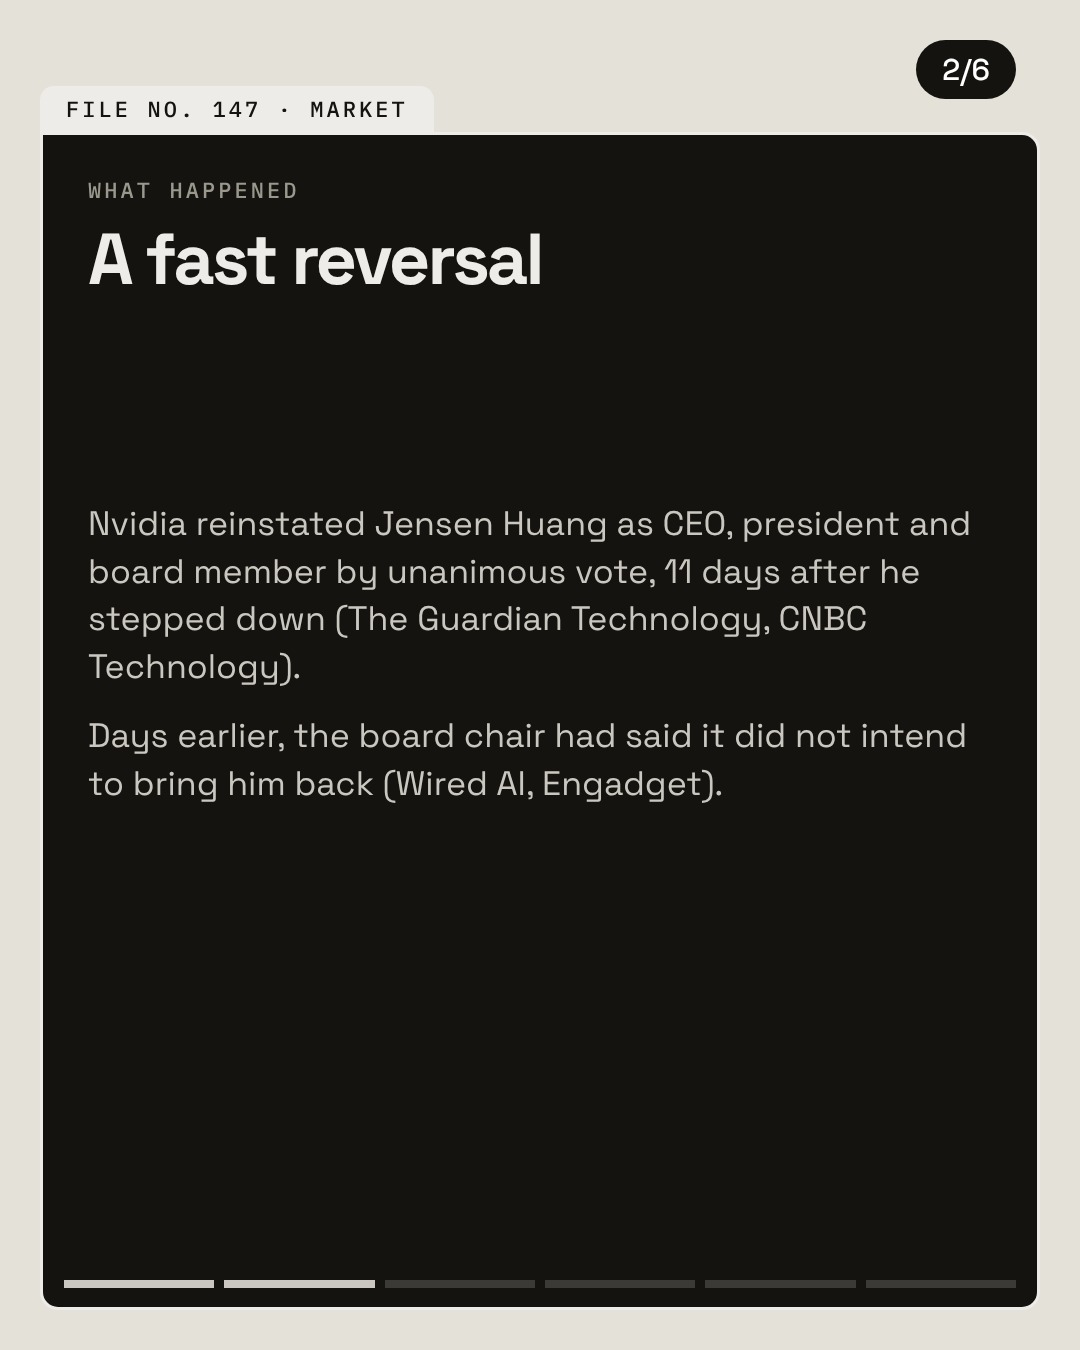 2/6
FILE NO. 147 · MARKET
WHAT HAPPENED
A fast reversal
Nvidia reinstated Jensen Huang as CEO, president and
board member by unanimous vote, 11 days after he
stepped down (The Guardian Technology, CNBC
Technology).
Days earlier, the board chair had said it did not intend
to bring him back (Wired AI, Engadget).